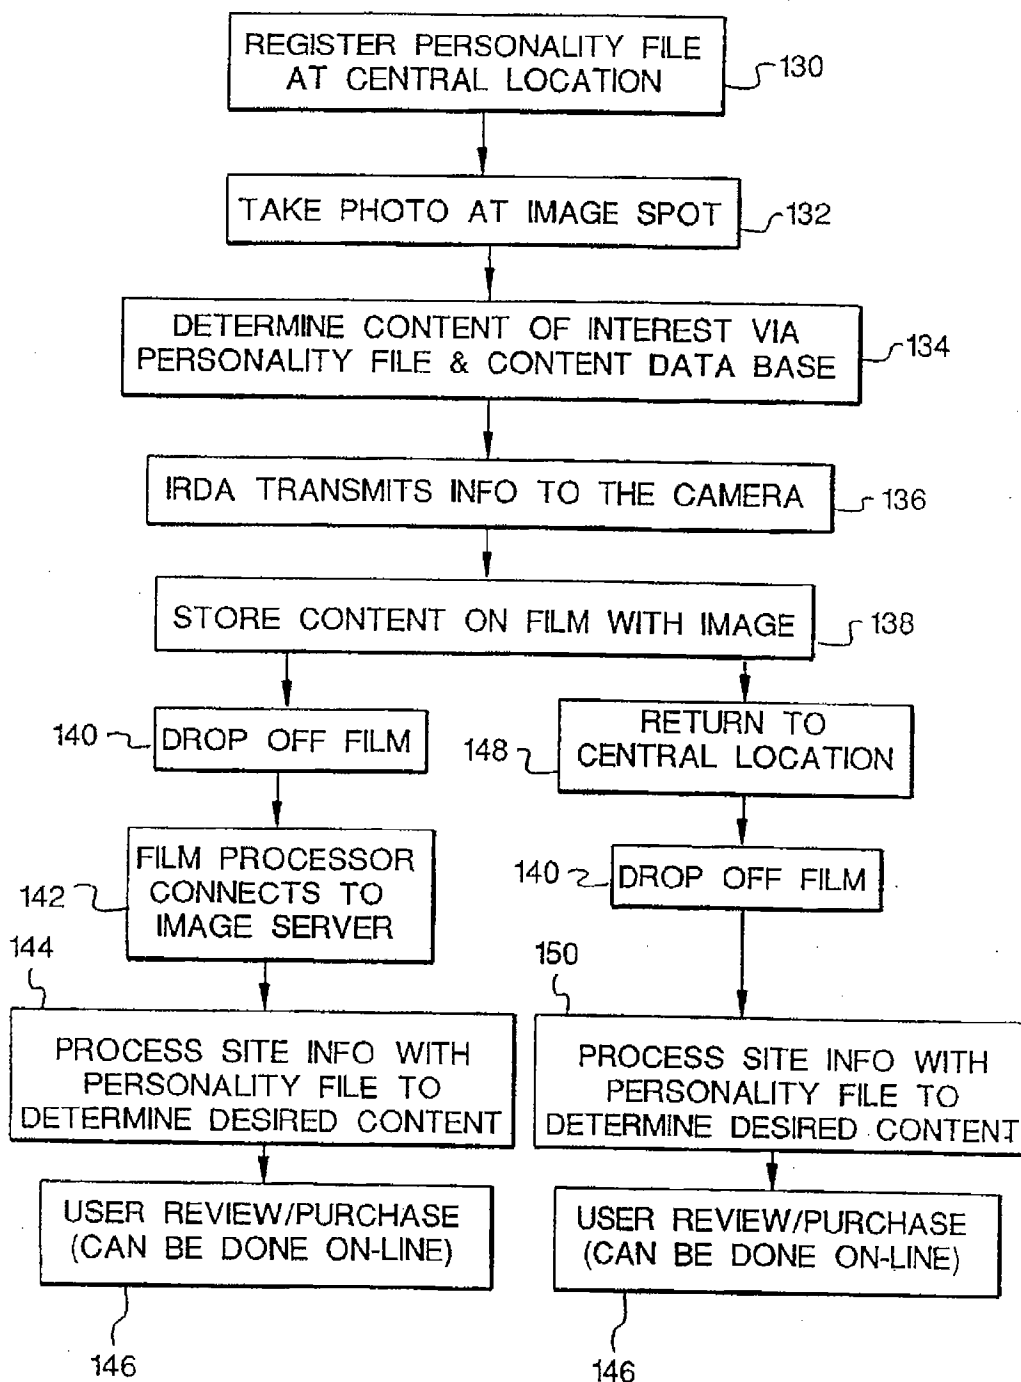 REGISTER PERSONALITY FILE
AT CENTRAL LOCATION
130
TAKE PHOTO AT IMAGE SPOT
132
DETERMINE CONTENT OF INTEREST VIA
PERSONALITY FILE & CONTENT DATA BASE
134
IRDA TRANSMITS INFO TO THE CAMERA
136
STORE CONTENT ON FILM WITH IMAGE
138
140
DROP OFF FILM
148
RETURN TO
CENTRAL LOCATION
142
FILM PROCESSOR
CONNECTS TO
IMAGE SERVER
140
DROP OFF FILM
144
PROCESS SITE INFO WITH
PERSONALITY FILE TO
DETERMINE DESIRED CONTENT
150
PROCESS SITE INFO WITH
PERSONALITY FILE TO
DETERMINE DESIRED CONTENT
USER REVIEW/PURCHASE
(CAN BE DONE ON-LINE)
146
USER REVIEW/PURCHASE
(CAN BE DONE ON-LINE)
146